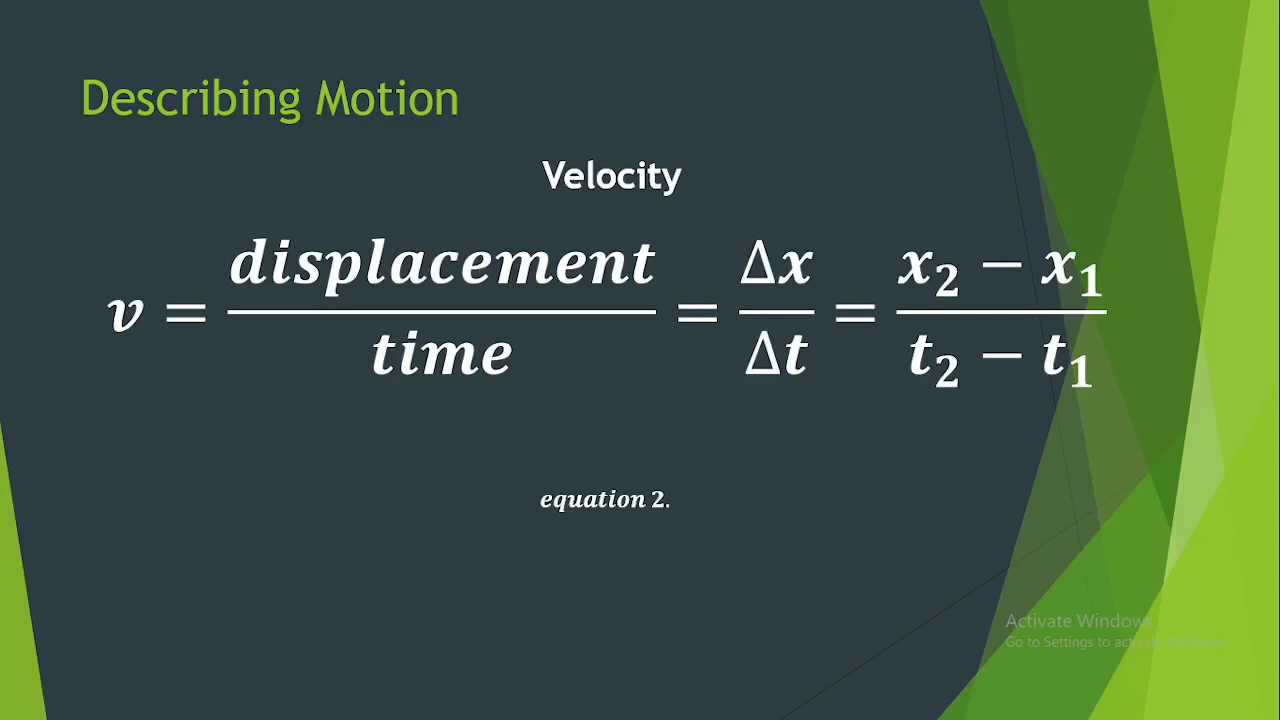 Describing Motion
Velocity
v = displacement / time = Δx / Δt = x₂ − x₁ / t₂ − t₁
equation 2.
Activate Windows
Go to Settings to activate Windows.